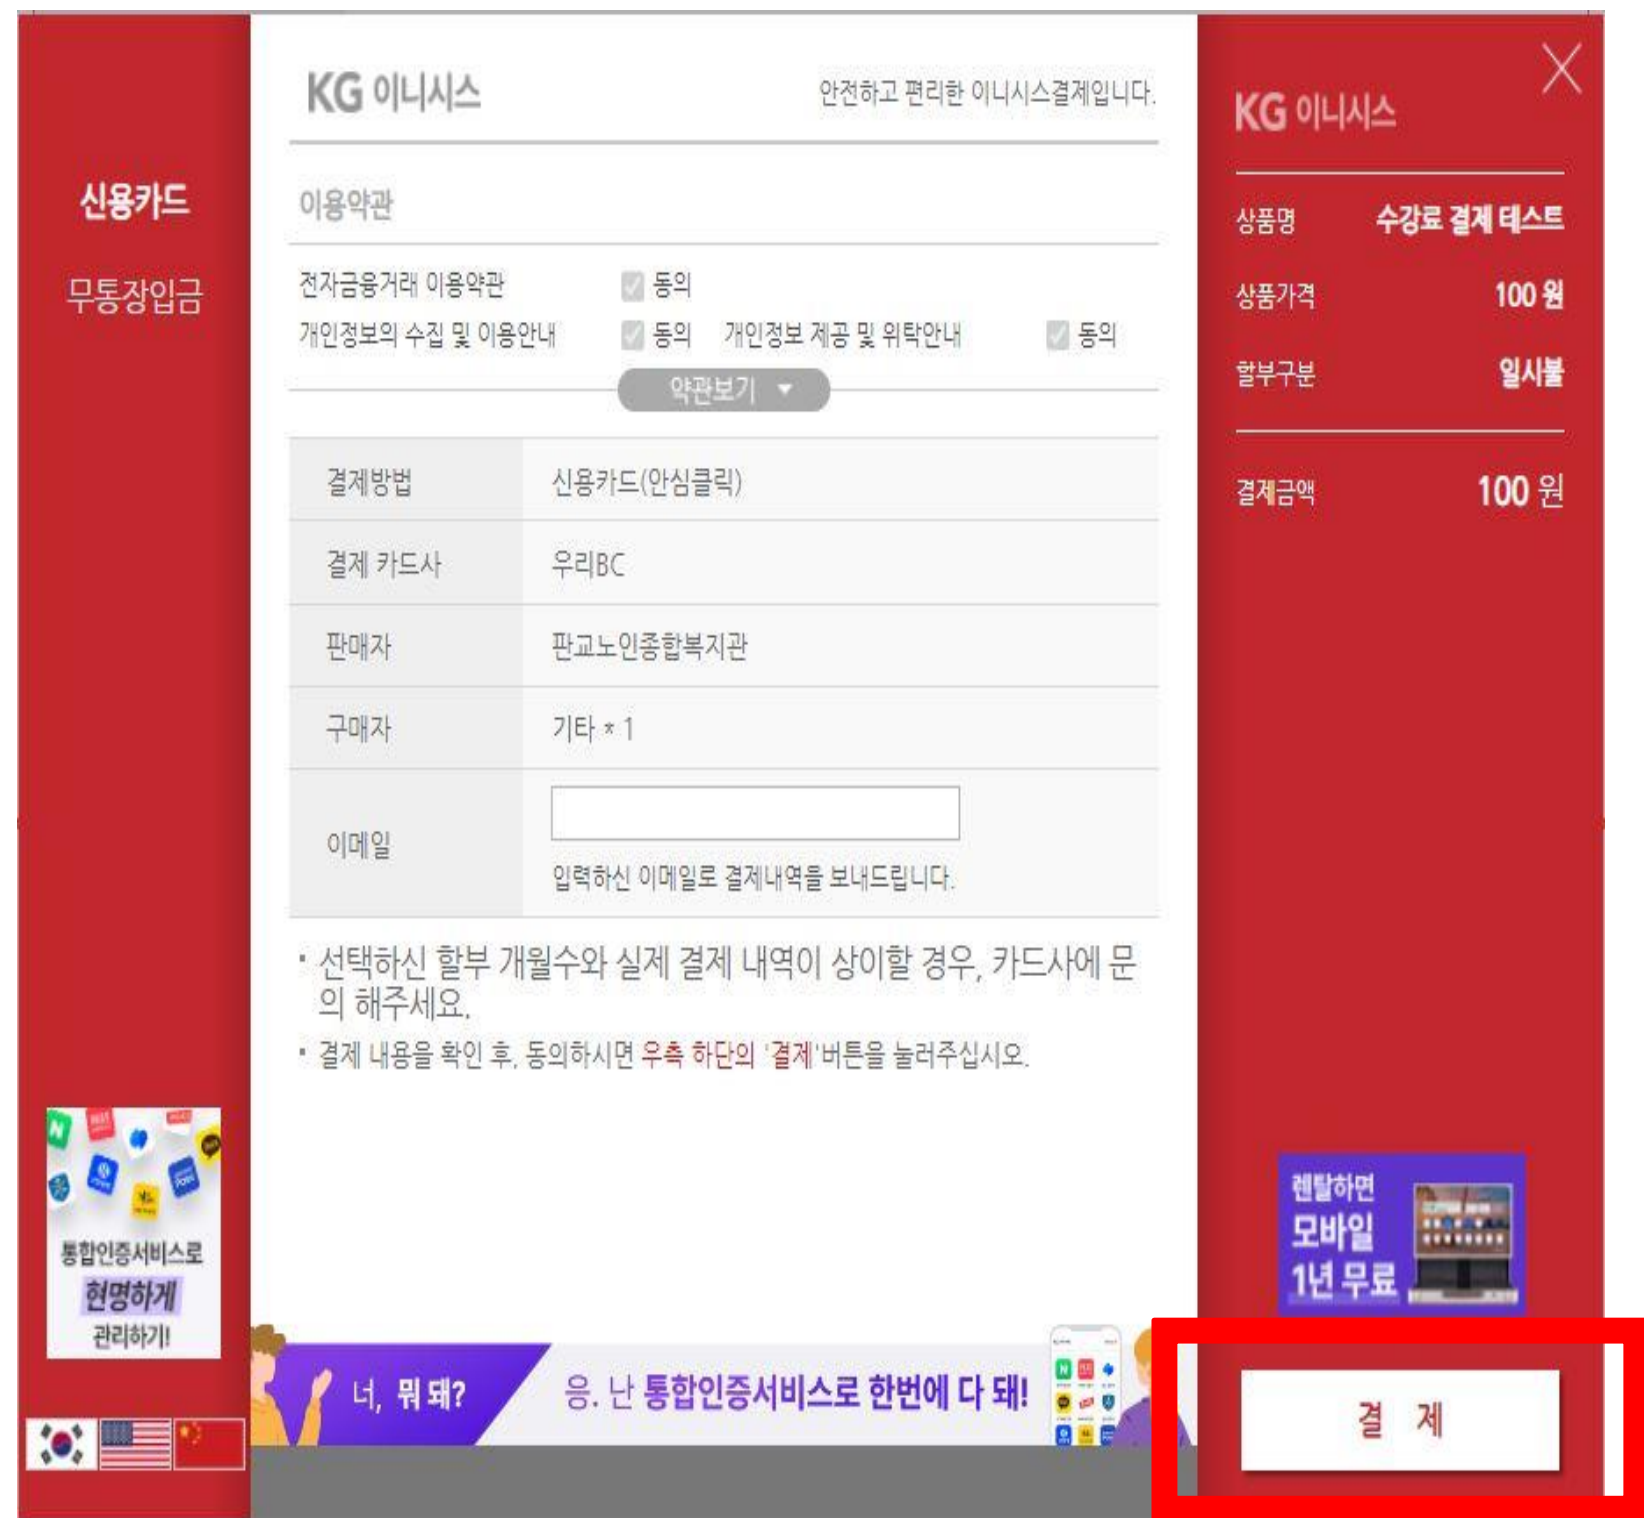 신용카드
무통장입금
통합인증서비스로
현명하게
관리하기!
KG 이니시스
안전하고 편리한 이니시스결제입니다.
이용약관
전자금융거래 이용약관 동의
개인정보의 수집 및 이용안내 동의 개인정보 제공 및 위탁안내 동의
약관보기
결제방법 신용카드(안심클릭)
결제 카드사 우리BC
판매자 판교노인종합복지관
구매자 기타 * 1
이메일
입력하신 이메일로 결제내역을 보내드립니다.
선택하신 할부 개월수와 실제 결제 내역이 상이할 경우, 카드사에 문
의 해주세요.
결제 내용을 확인 후, 동의하시면 우측 하단의 '결제'버튼을 눌러주십시오.
너, 뭐 돼? 응. 난 통합인증서비스로 한번에 다 돼!
KG 이니시스
상품명 수강료 결제 테스트
상품가격 100 원
할부구분 일시불
결제금액 100 원
렌탈하면
모바일
1년 무료
결 제